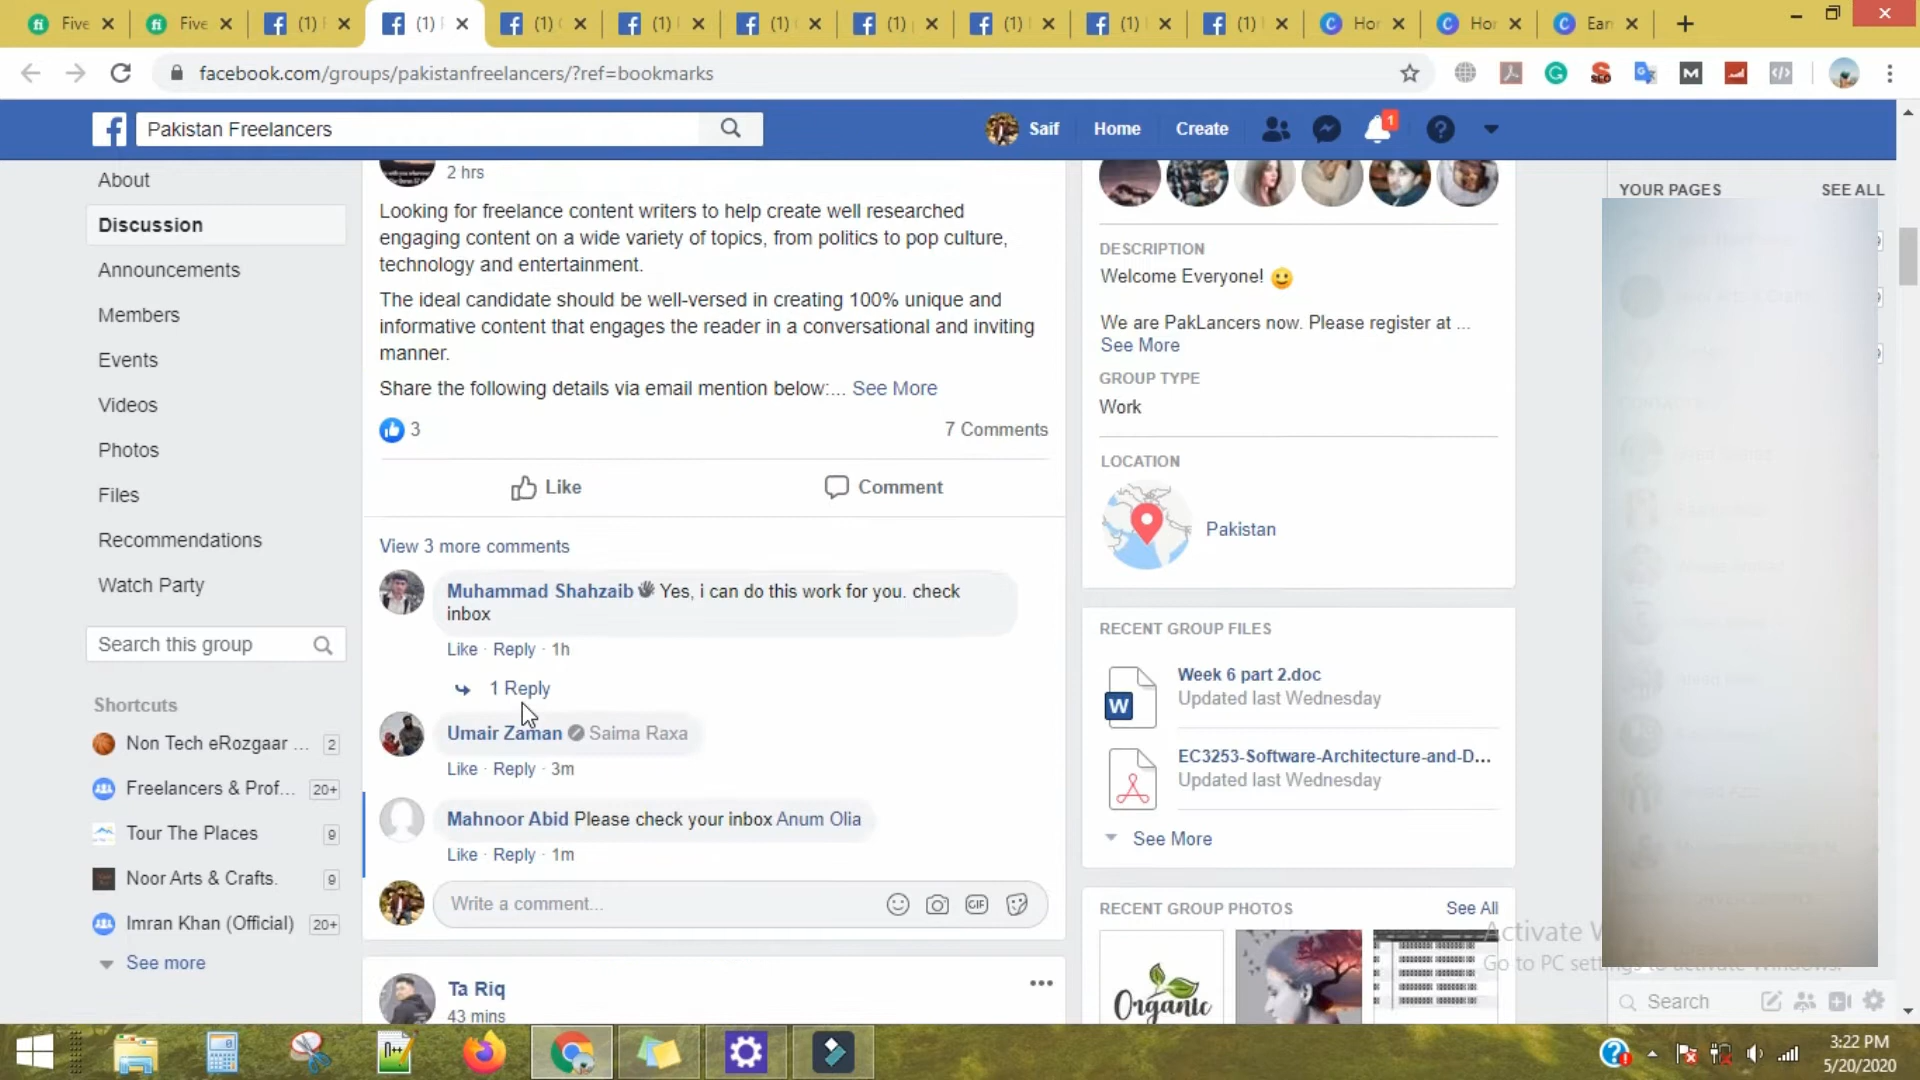 Five
Five
(1) F
(1) F
(1)
(1)
(1)
(1)
(1)
(1)
(1)
Hor
Hor
Ear
facebook.com/groups/pakistanfreelancers/?ref=bookmarks
Pakistan Freelancers
Saif
Home
Create
1
About
Discussion
Announcements
Members
Events
Videos
Photos
Files
Recommendations
Watch Party
Search this group
Shortcuts
Non Tech eRozgaar ... 2
Freelancers & Prof... 20+
Tour The Places 9
Noor Arts & Crafts. 9
Imran Khan (Official) 20+
See more
2 hrs
Looking for freelance content writers to help create well researched
engaging content on a wide variety of topics, from politics to pop culture,
technology and entertainment.
The ideal candidate should be well-versed in creating 100% unique and
informative content that engages the reader in a conversational and inviting
manner.
Share the following details via email mention below:... See More
3
7 Comments
Like
Comment
View 3 more comments
Muhammad Shahzaib Yes, i can do this work for you. check
inbox
Like · Reply · 1h
1 Reply
Umair Zaman Saima Raxa
Like · Reply · 3m
Mahnoor Abid Please check your inbox Anum Olia
Like · Reply · 1m
Write a comment...
GIF
Ta Riq
43 mins
DESCRIPTION
Welcome Everyone!
We are PakLancers now. Please register at ...
See More
GROUP TYPE
Work
LOCATION
Pakistan
RECENT GROUP FILES
Week 6 part 2.doc
Updated last Wednesday
EC3253-Software-Architecture-and-D...
Updated last Wednesday
See More
RECENT GROUP PHOTOS
See All
Organic
YOUR PAGES
SEE ALL
Activate
Go to PC settings to activate Windows.
Search
3:22 PM
5/20/2020